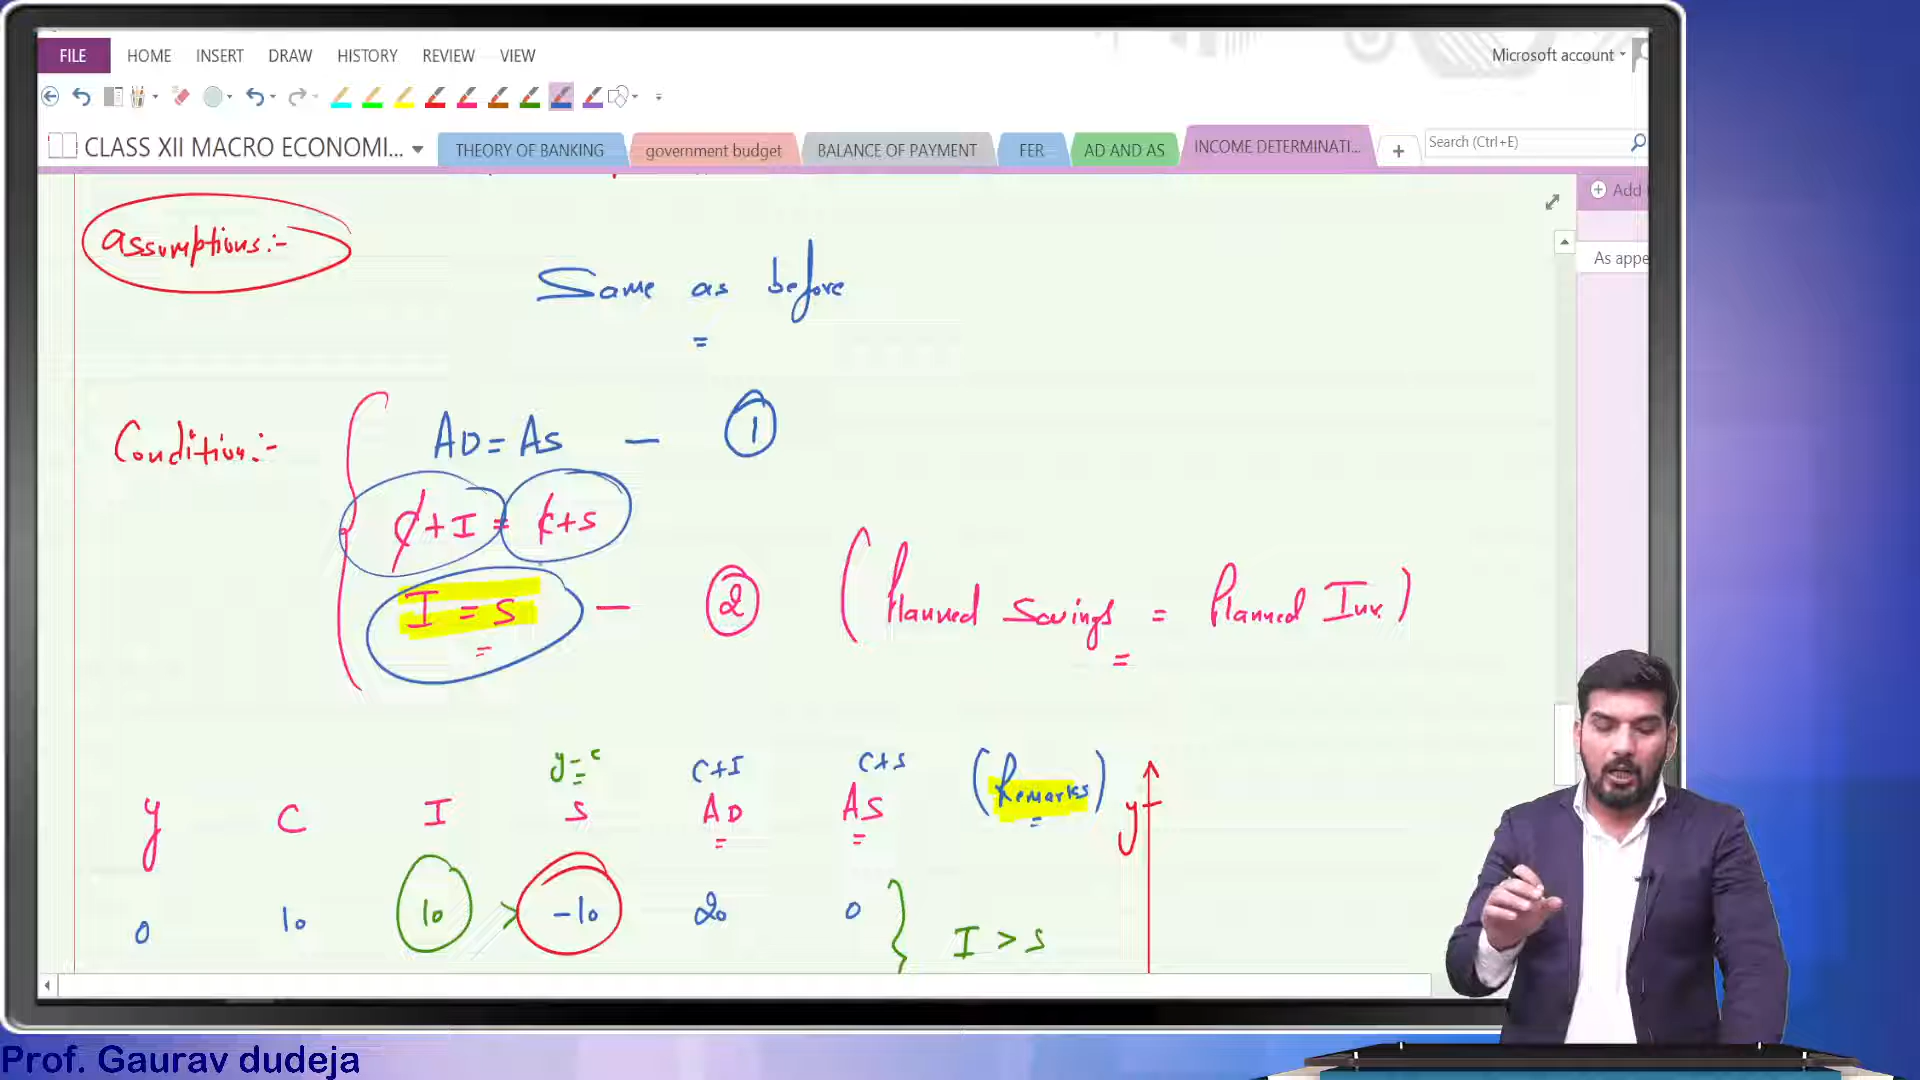 FILE HOME INSERT DRAW HISTORY REVIEW VIEW Microsoft account
CLASS XII MACRO ECONOMI... THEORY OF BANKING government budget BALANCE OF PAYMENT FER AD AND AS INCOME DETERMINATI... + Search (Ctrl+E)
Add
As appe
Assumptions:-
Same as before
=
Condition:- AD = AS — 1
C+I = C+S
I = S — 2 (Planned Savings = Planned Inv.)
=
y=c C+I C+S (Remarks)
y C I S AD AS y
0 10 10 > -10 20 0 } I > S
Prof. Gaurav dudeja